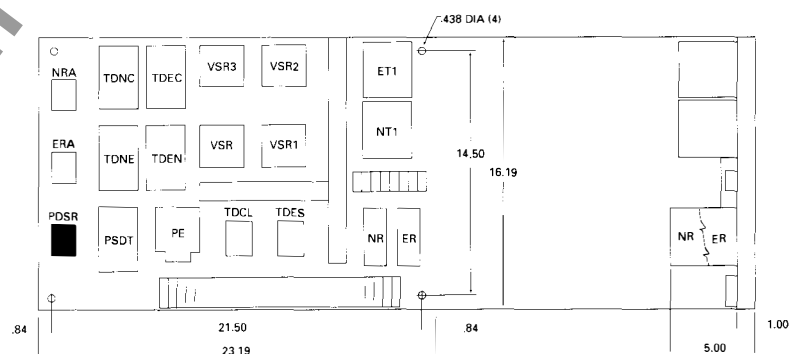 .438 DIA (4)
NRA
TDNC
TDEC
VSR3
VSR2
ET1
NT1
ERA
TDNE
TDEN
VSR
VSR1
14.50
16.19
PDSR
PSDT
PE
TDCL
TDES
NR
ER
NR
ER
.84
21.50
.84
1.00
23.19
5.00